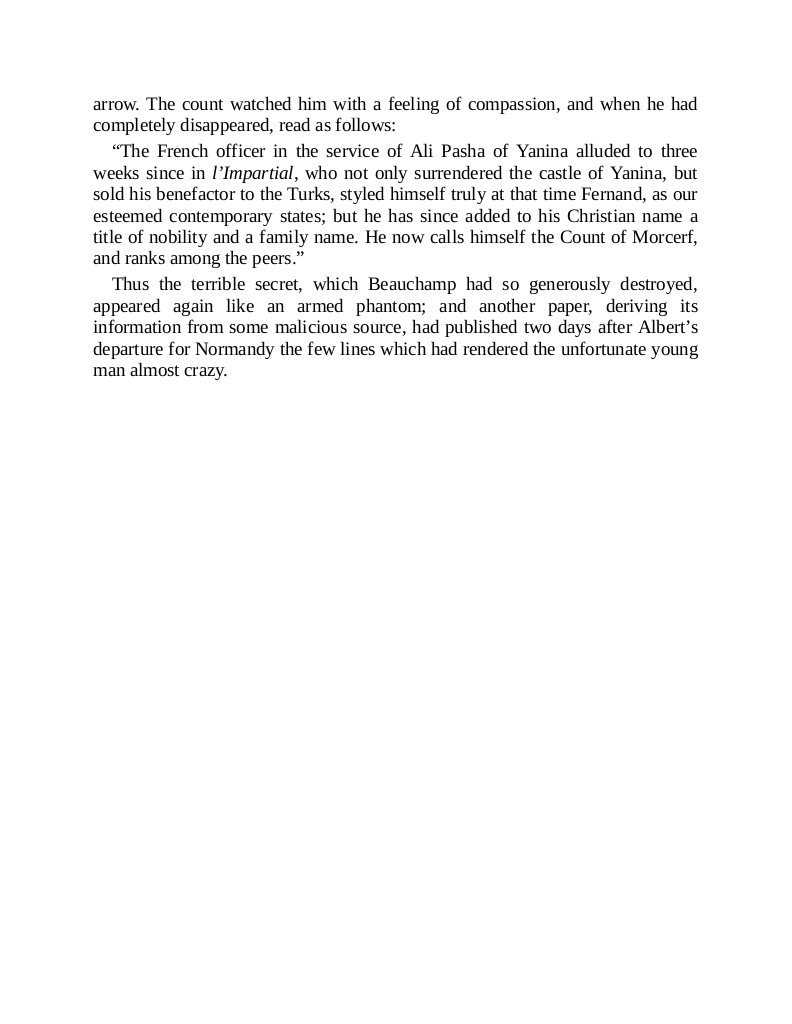 arrow. The count watched him with a feeling of compassion, and when he had
completely disappeared, read as follows:
“The French officer in the service of Ali Pasha of Yanina alluded to three
weeks since in l’Impartial, who not only surrendered the castle of Yanina, but
sold his benefactor to the Turks, styled himself truly at that time Fernand, as our
esteemed contemporary states; but he has since added to his Christian name a
title of nobility and a family name. He now calls himself the Count of Morcerf,
and ranks among the peers.”
Thus the terrible secret, which Beauchamp had so generously destroyed,
appeared again like an armed phantom; and another paper, deriving its
information from some malicious source, had published two days after Albert’s
departure for Normandy the few lines which had rendered the unfortunate young
man almost crazy.